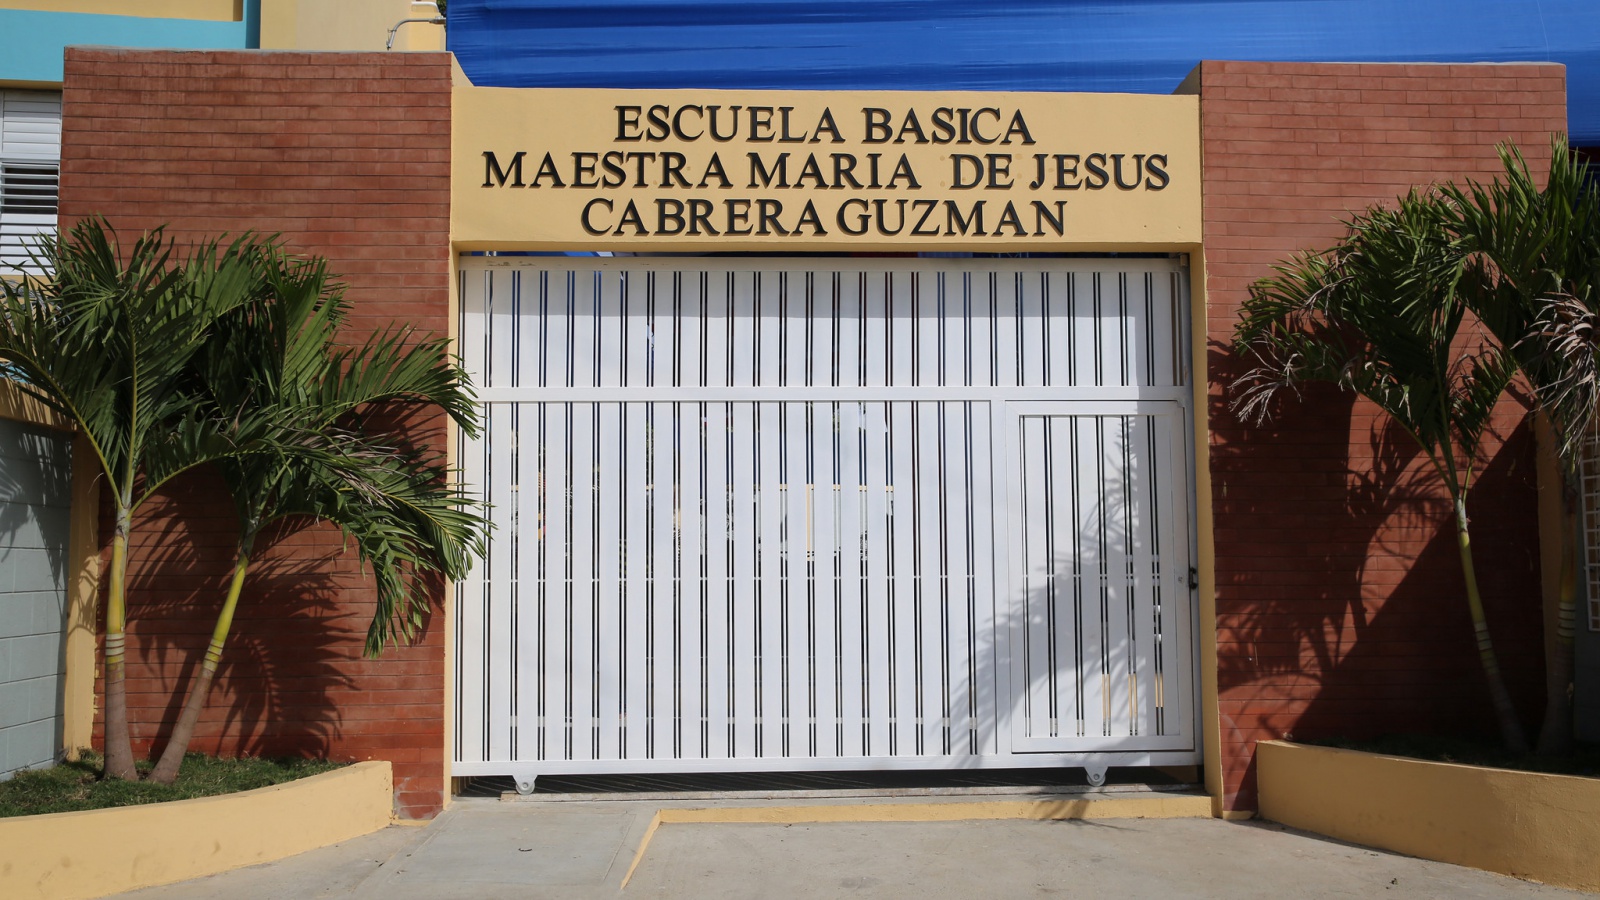 ESCUELA BASICA
MAESTRA MARIA DE JESUS
CABRERA GUZMAN